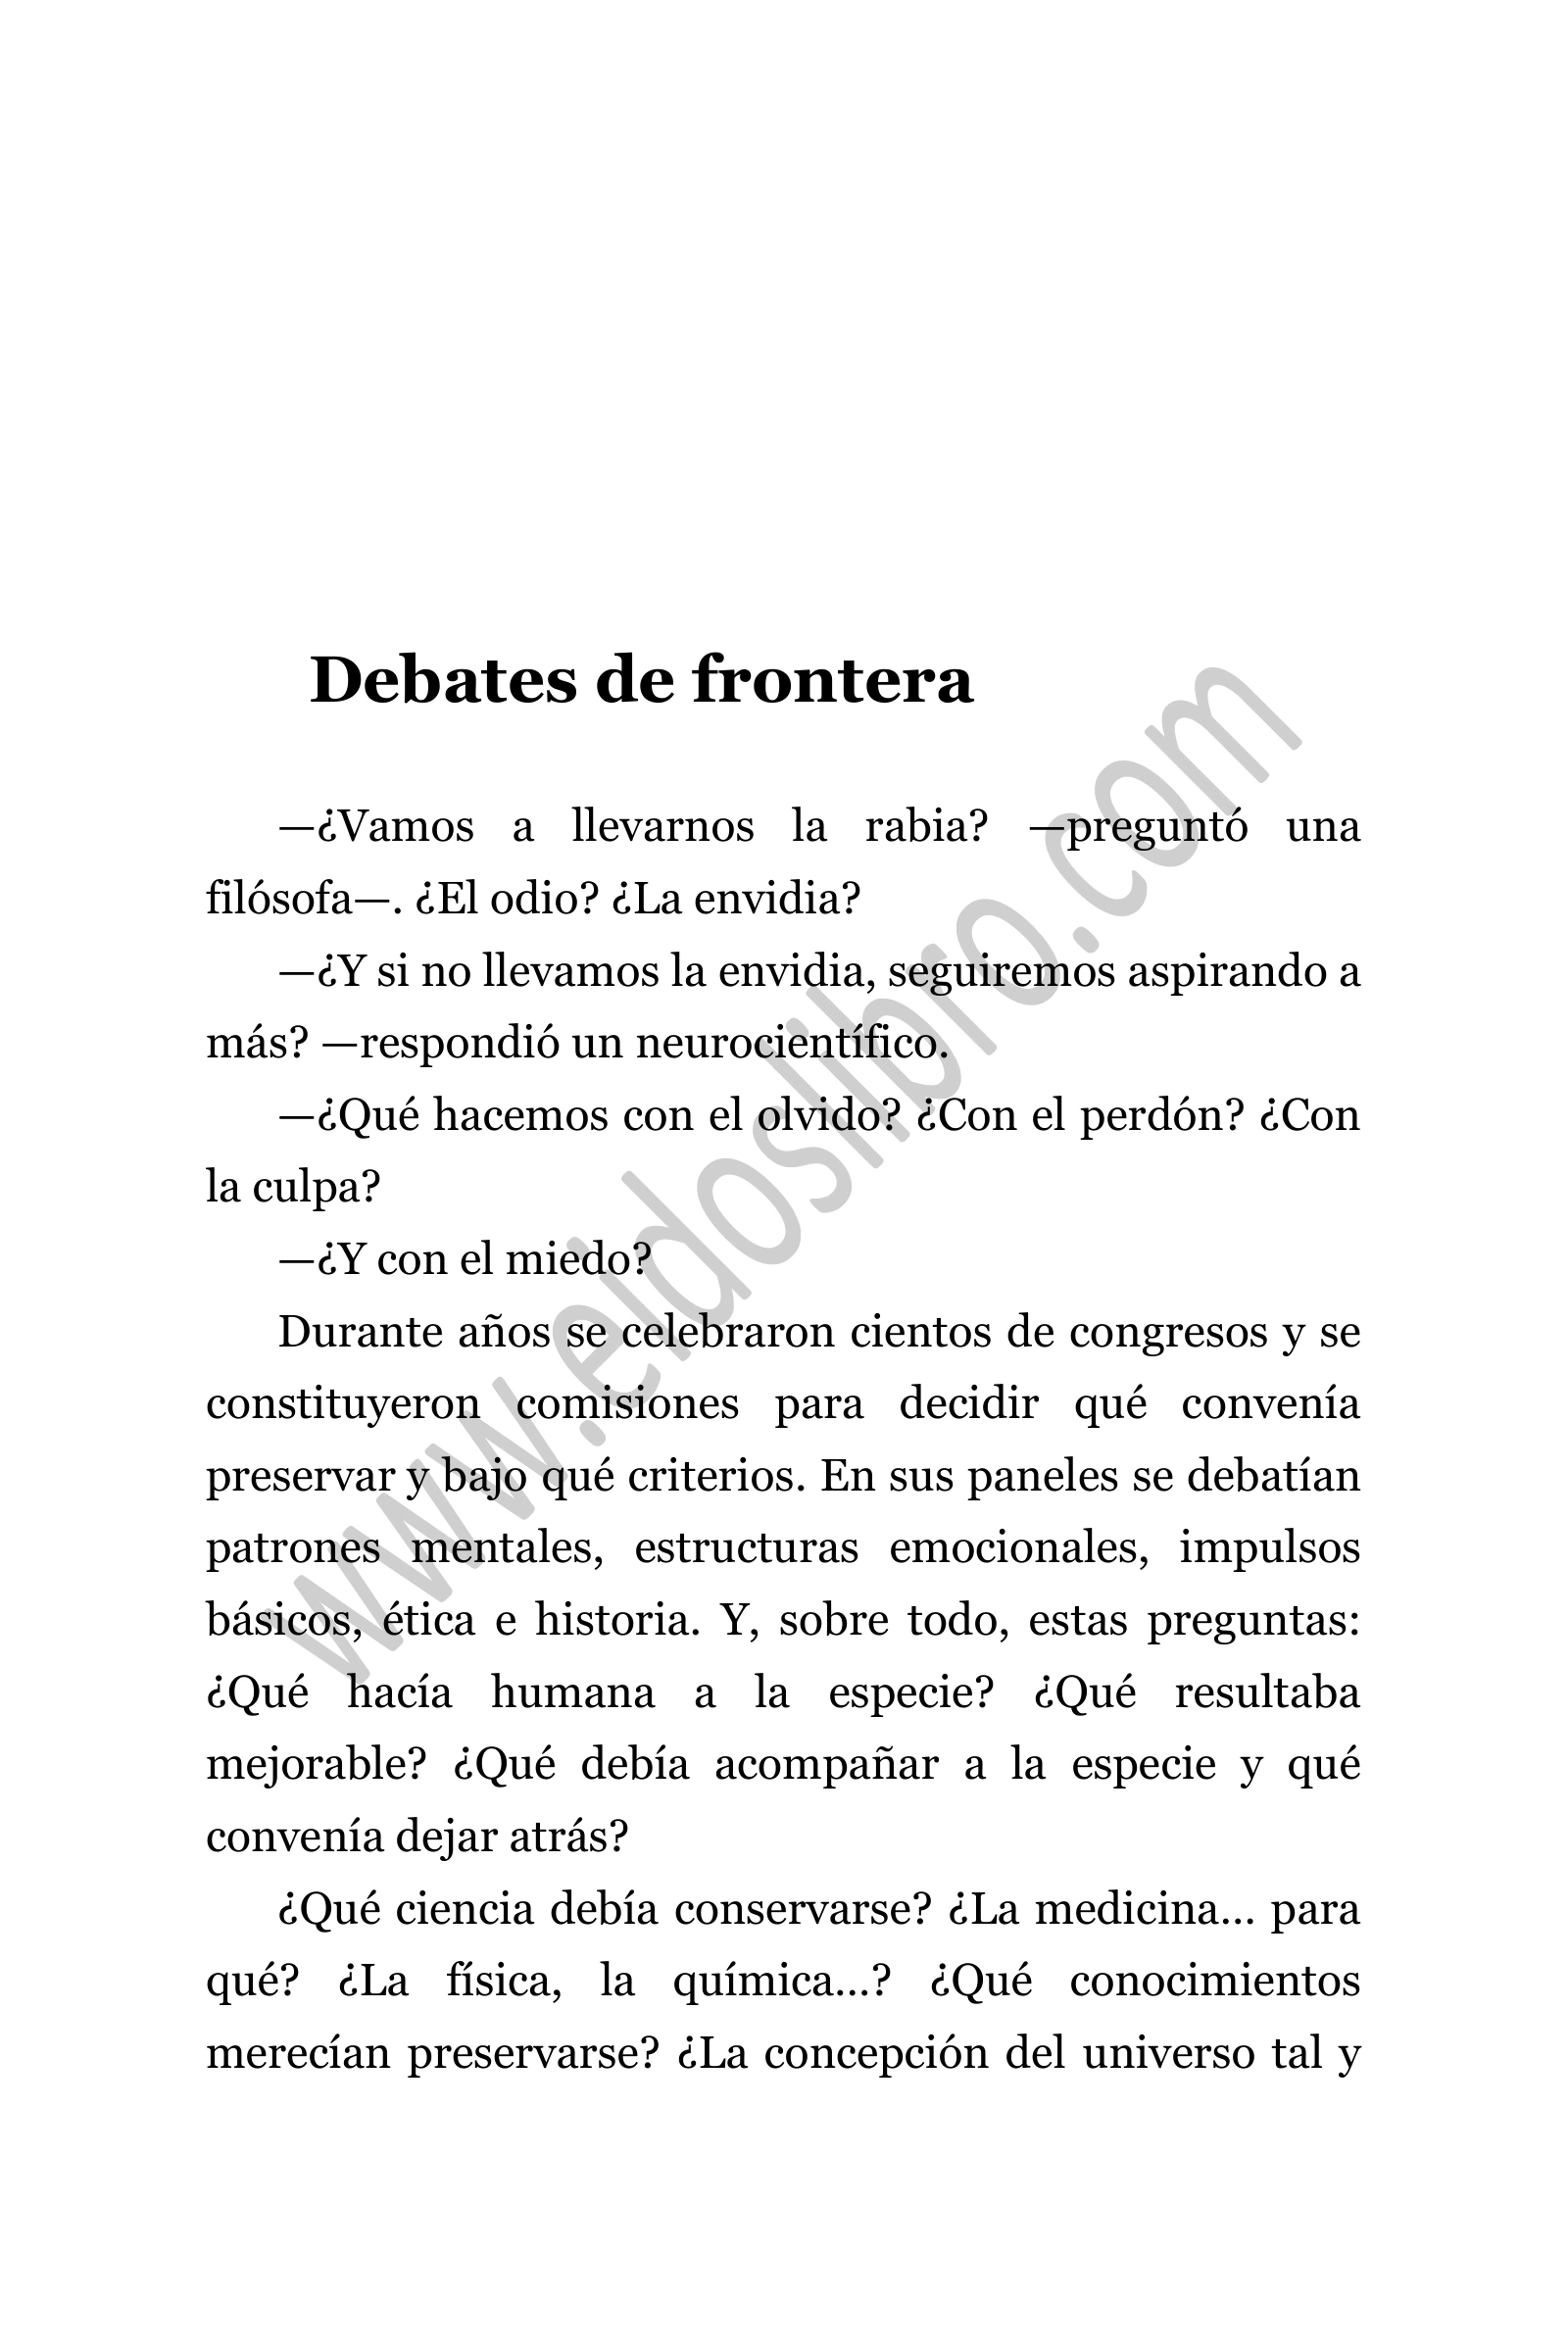 Debates de frontera
—¿Vamos a llevarnos la rabia? —preguntó una
filósofa—. ¿El odio? ¿La envidia?
—¿Y si no llevamos la envidia, seguiremos aspirando a
más? —respondió un neurocientífico.
—¿Qué hacemos con el olvido? ¿Con el perdón? ¿Con
la culpa?
—¿Y con el miedo?
Durante años se celebraron cientos de congresos y se
constituyeron comisiones para decidir qué convenía
preservar y bajo qué criterios. En sus paneles se debatían
patrones mentales, estructuras emocionales, impulsos
básicos, ética e historia. Y, sobre todo, estas preguntas:
¿Qué hacía humana a la especie? ¿Qué resultaba
mejorable? ¿Qué debía acompañar a la especie y qué
convenía dejar atrás?
¿Qué ciencia debía conservarse? ¿La medicina... para
qué? ¿La física, la química...? ¿Qué conocimientos
merecían preservarse? ¿La concepción del universo tal y
www.eldoslibro.com